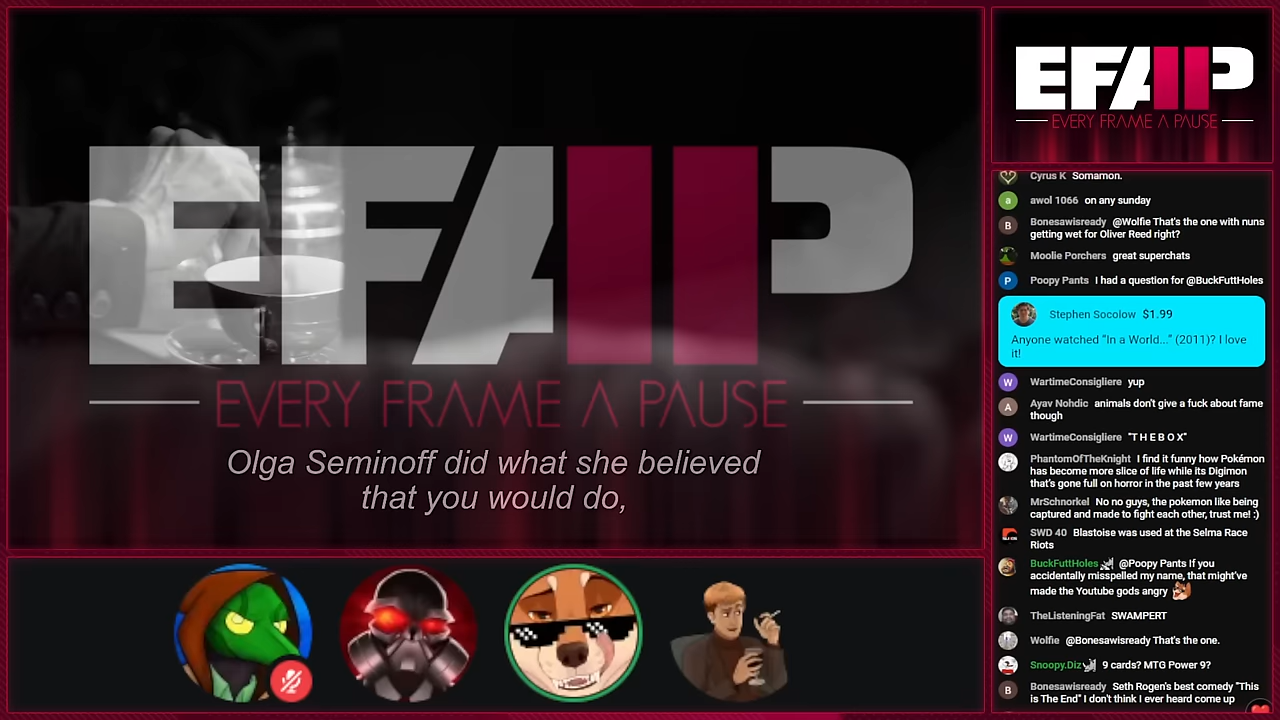 EFAP
EVERY FRAME A PAUSE
Olga Seminoff did what she believed
that you would do,
EFAP
EVERY FRAME A PAUSE
Cyrus K Somamon.
a
awol 1066 on any sunday
B
Bonesawisready @Wolfie That's the one with nuns
getting wet for Oliver Reed right?
Moolie Porchers great superchats
P
Poopy Pants I had a question for @BuckFuttHoles
Stephen Socolow $1.99
Anyone watched “In a World...” (2011)? I love
it!
W
WartimeConsigliere yup
A
Ayav Nohdic animals don't give a fuck about fame
though
W
WartimeConsigliere "T H E B O X"
PhantomOfTheKnight I find it funny how Pokémon
has become more slice of life while its Digimon
that's gone full on horror in the past few years
MrSchnorkel No no guys, the pokemon like being
captured and made to fight each other, trust me! :)
SWD 40 Blastoise was used at the Selma Race
Riots
BuckFuttHoles @Poopy Pants If you
accidentally misspelled my name, that might've
made the Youtube gods angry
TheListeningFat SWAMPERT
Wolfie @Bonesawisready That's the one.
Snoopy.Diz 9 cards? MTG Power 9?
B
Bonesawisready Seth Rogen's best comedy "This
is The End" I don't think I ever heard come up